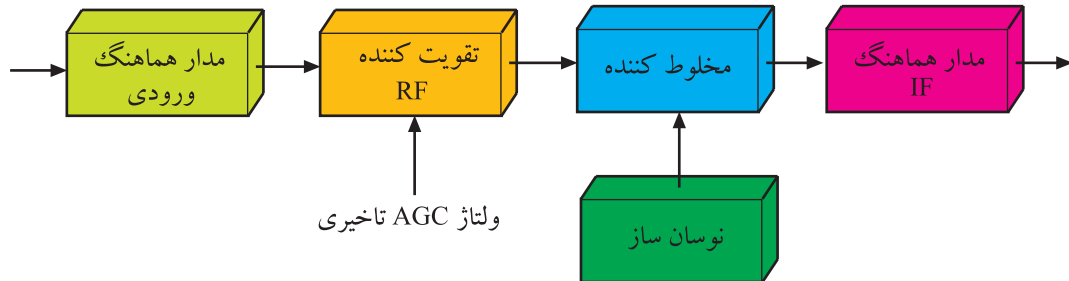 مدار هماهنگ
ورودی
تقویت کننده
RF
مخلوط کننده
مدار هماهنگ
IF
ولتاژ AGC تاخیری
نوسان ساز